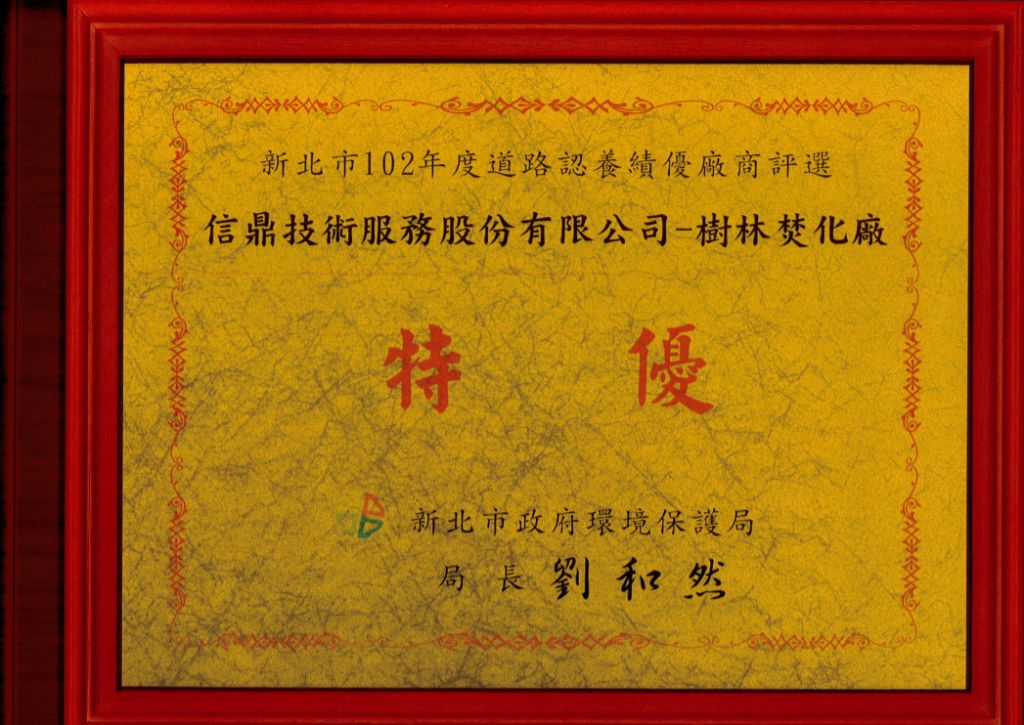 新北市102年度道路認養績優廠商評選
信鼎技術服務股份有限公司-樹林焚化廠
特優
新北市政府環境保護局
局長 劉和然